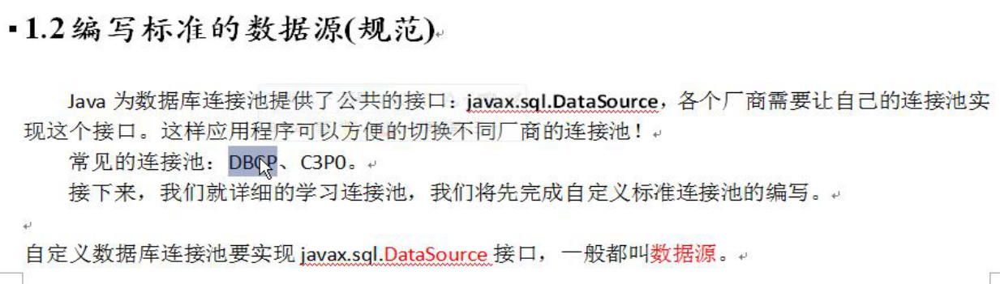 ▪1.2编写标准的数据源(规范)
Java 为数据库连接池提供了公共的接口：javax.sql.DataSource，各个厂商需要让自己的连接池实
现这个接口。这样应用程序可以方便的切换不同厂商的连接池！
常见的连接池：DBCP、C3P0。
接下来，我们就详细的学习连接池，我们将先完成自定义标准连接池的编写。
自定义数据库连接池要实现 javax.sql.DataSource 接口，一般都叫数据源。